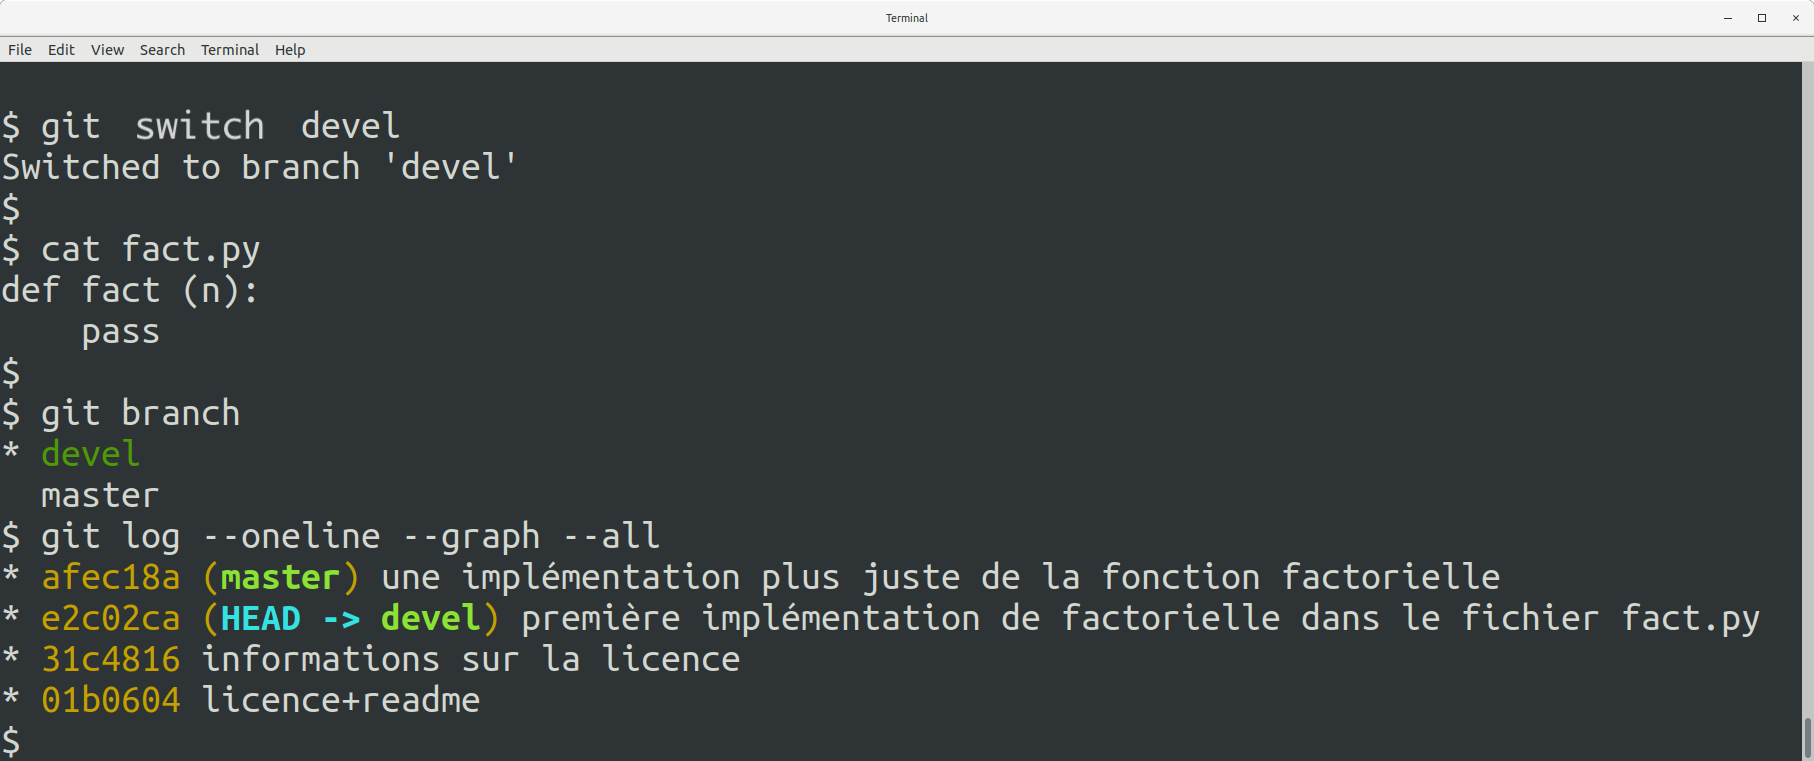 Terminal
File Edit View Search Terminal Help
$ git switch devel
Switched to branch 'devel'
$
$ cat fact.py
def fact (n):
    pass
$
$ git branch
* devel
  master
$ git log --oneline --graph --all
* afec18a (master) une implémentation plus juste de la fonction factorielle
* e2c02ca (HEAD -> devel) première implémentation de factorielle dans le fichier fact.py
* 31c4816 informations sur la licence
* 01b0604 licence+readme
$